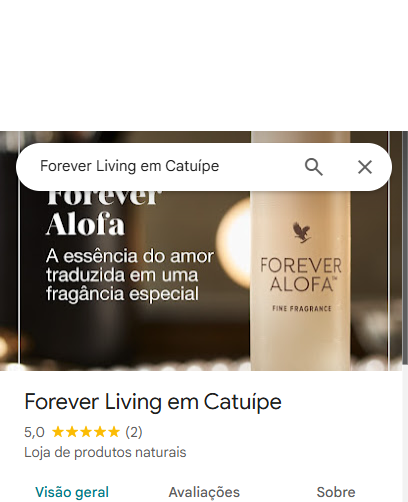 Forever Living em Catuípe
Forever
Alofa
A essência do amor
traduzida em uma
fragância especial
FOREVER
ALOFA™
FINE FRAGRANCE
Forever Living em Catuípe
5,0 ★★★★★ (2)
Loja de produtos naturais
Visão geral Avaliações Sobre